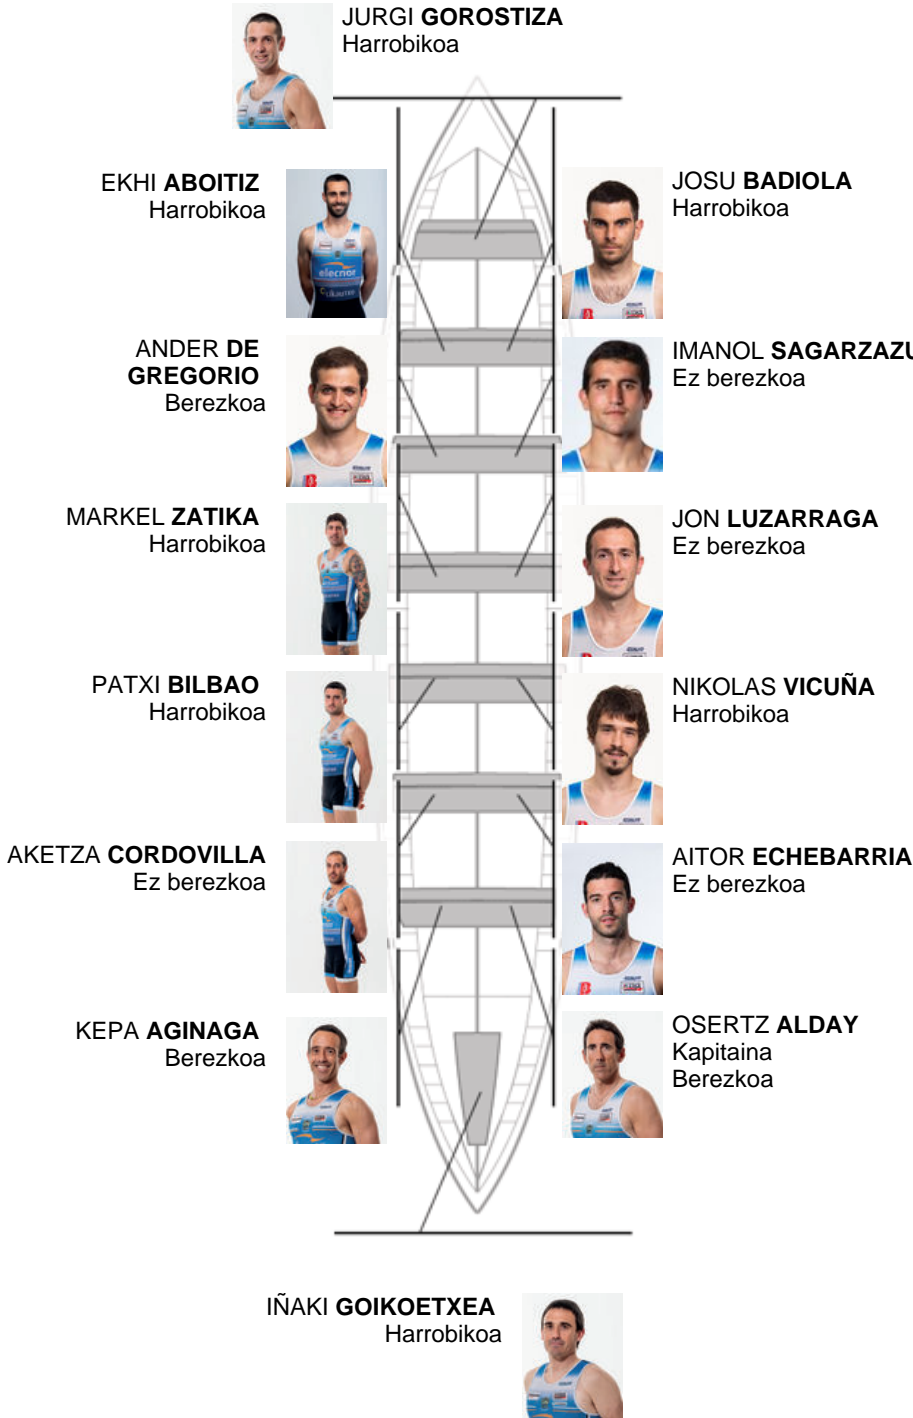 JURGI GOROSTIZA
Harrobikoa
EKHI ABOITIZ
Harrobikoa
JOSU BADIOLA
Harrobikoa
elecnor
ANDER DE
GREGORIO
Berezkoa
IMANOL SAGARZAZU
Ez berezkoa
MARKEL ZATIKA
Harrobikoa
JON LUZARRAGA
Ez berezkoa
PATXI BILBAO
Harrobikoa
NIKOLAS VICUÑA
Harrobikoa
AKETZA CORDOVILLA
Ez berezkoa
AITOR ECHEBARRIA
Ez berezkoa
KEPA AGINAGA
Berezkoa
OSERTZ ALDAY
Kapitaina
Berezkoa
IÑAKI GOIKOETXEA
Harrobikoa